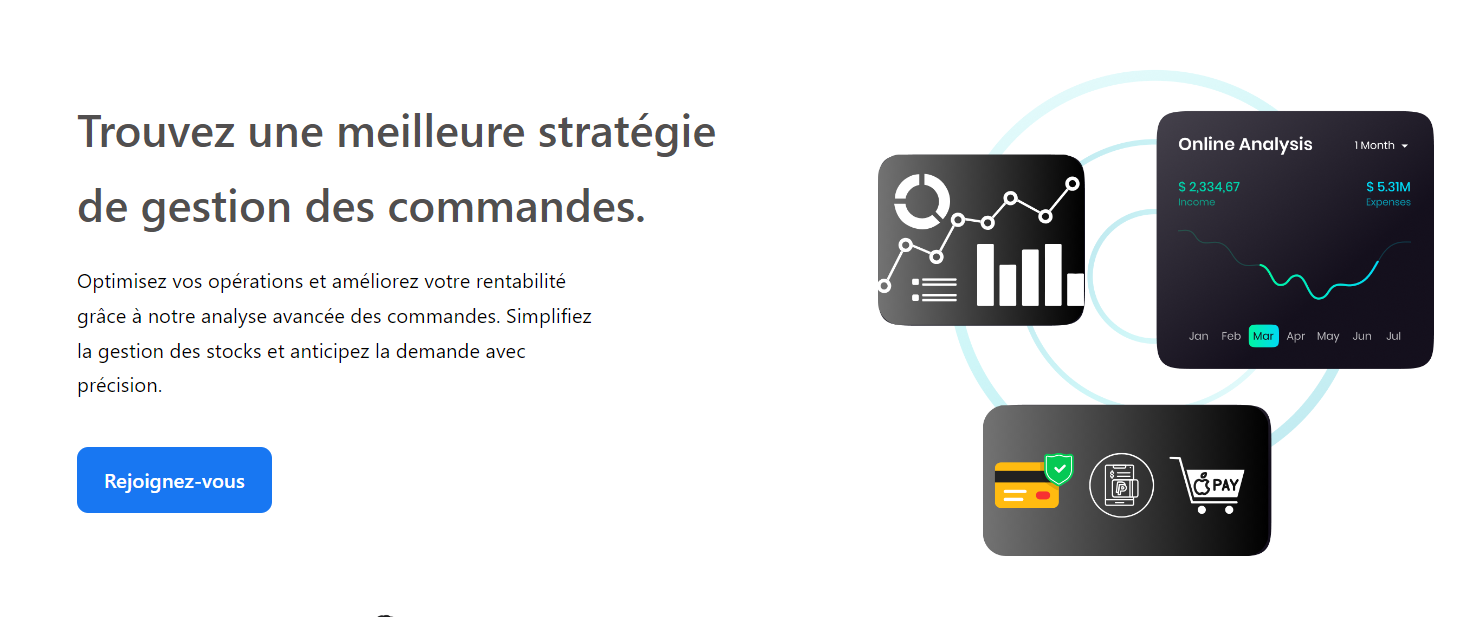 Trouvez une meilleure stratégie
de gestion des commandes.
Optimisez vos opérations et améliorez votre rentabilité
grâce à notre analyse avancée des commandes. Simplifiez
la gestion des stocks et anticipez la demande avec
précision.
Rejoignez-vous
Online Analysis 1 Month
$ 2,334,67 $ 5.31M
Income Expenses
Jan Feb Mar Apr May Jun Jul
$
P
PAY